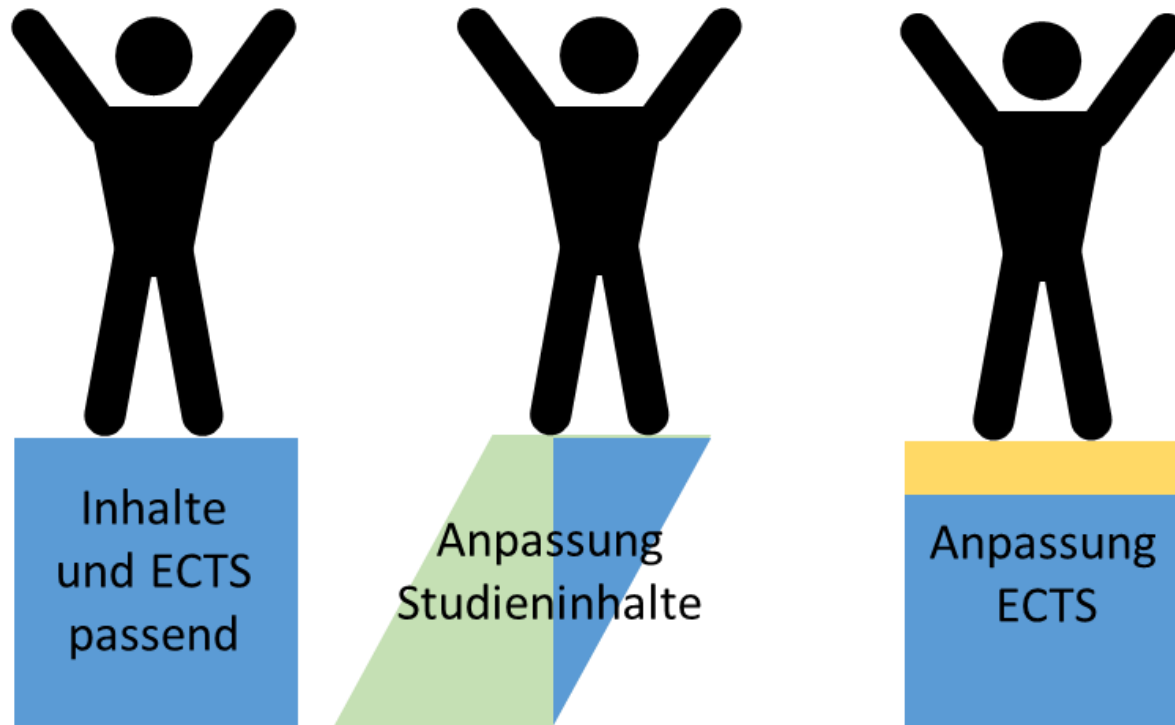 Inhalte
und ECTS
passend
Anpassung
Studieninhalte
Anpassung
ECTS